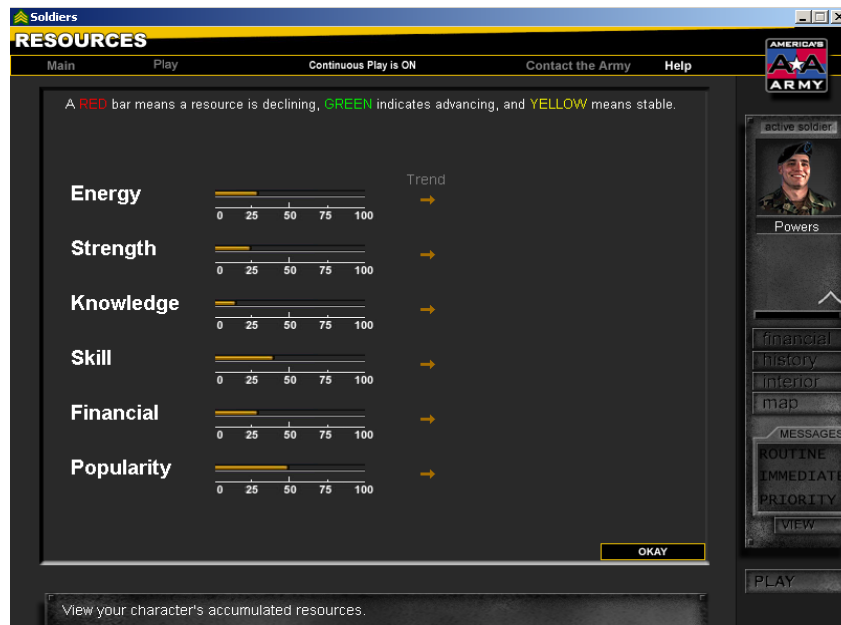 Soldiers
RESOURCES
AMERICA'S
ARMY
Main Play Continuous Play is ON Contact the Army Help
A RED bar means a resource is declining, GREEN indicates advancing, and YELLOW means stable.
active soldier
Trend
Energy
0 25 50 75 100
Powers
Strength
0 25 50 75 100
Knowledge
0 25 50 75 100
Skill
0 25 50 75 100
Financial
0 25 50 75 100
Popularity
0 25 50 75 100
financial
history
interior
map
MESSAGES
ROUTINE
IMMEDIATE
PRIORITY
VIEW
OKAY
PLAY
View your character's accumulated resources.